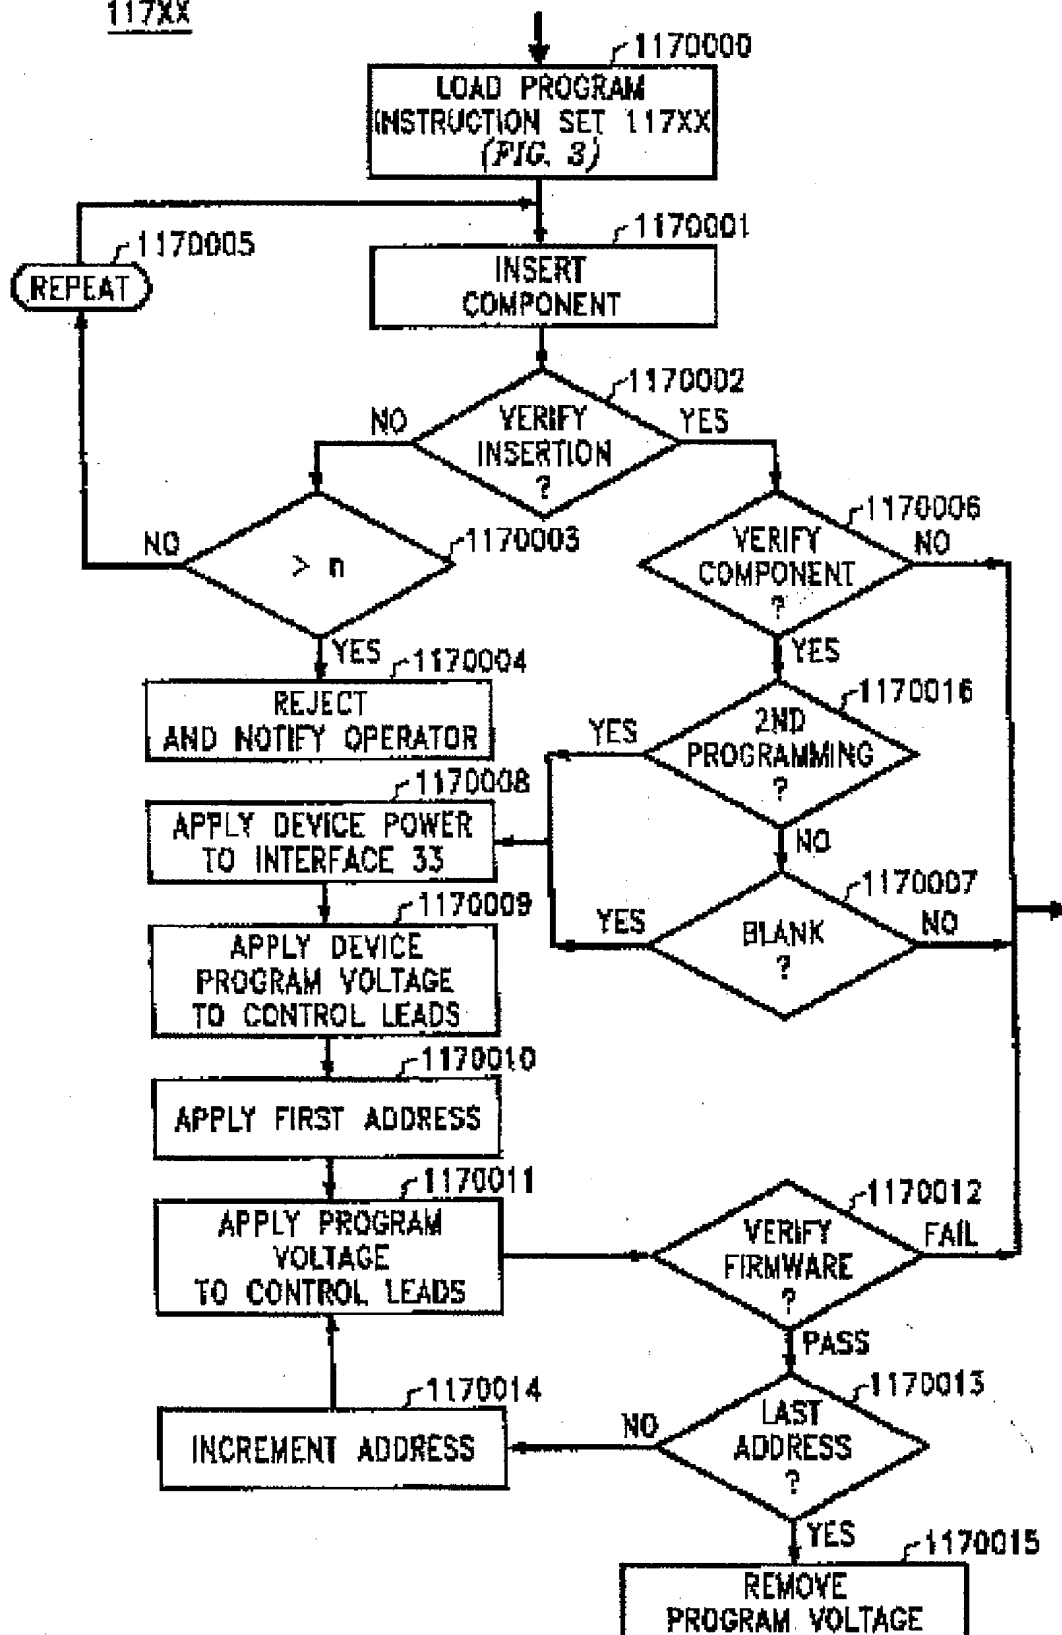 117XX
1170000
LOAD PROGRAM
INSTRUCTION SET 117XX
(FIG. 3)
1170005
REPEAT
1170001
INSERT
COMPONENT
1170002
NO
VERIFY
INSERTION
?
YES
1170003
NO
> n
YES
1170006
VERIFY
COMPONENT
?
NO
YES
1170004
REJECT
AND NOTIFY OPERATOR
1170016
YES
2ND
PROGRAMMING
?
NO
1170008
APPLY DEVICE POWER
TO INTERFACE 33
1170007
YES
BLANK
?
NO
1170009
APPLY DEVICE
PROGRAM VOLTAGE
TO CONTROL LEADS
1170010
APPLY FIRST ADDRESS
1170011
APPLY PROGRAM
VOLTAGE
TO CONTROL LEADS
1170012
VERIFY
FIRMWARE
?
FAIL
PASS
1170014
INCREMENT ADDRESS
1170013
NO
LAST
ADDRESS
?
YES
1170015
REMOVE
PROGRAM VOLTAGE